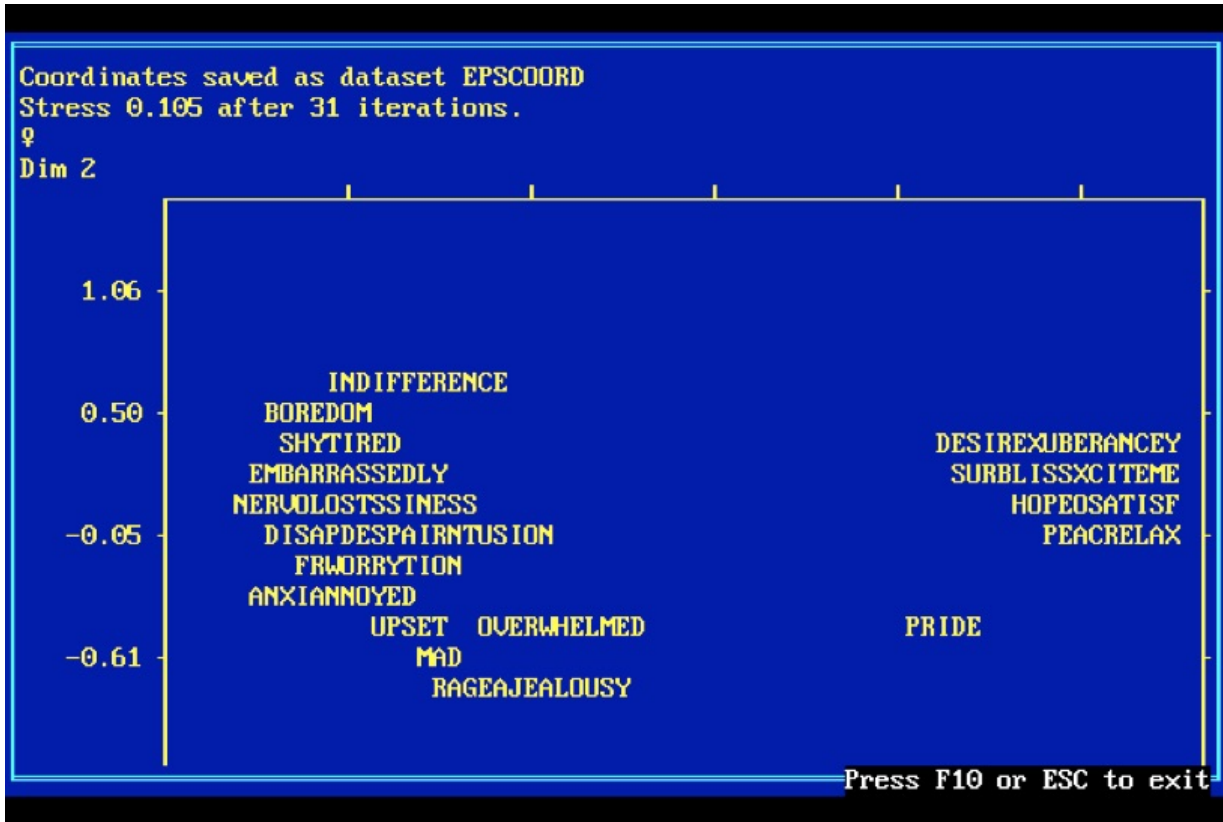 Coordinates saved as dataset EPSCOORD
Stress 0.105 after 31 iterations.
♀
Dim 2
1.06
INDIFFERENCE
0.50 BOREDOM
SHYTIRED DESIREXUBERANCEY
EMBARRASSEDLY SURBLISSXCITEME
NERVOLOSTSSINESS HOPEOSATISF
-0.05 DISAPDESPAIRNTUSION PEACRELAX
FRWORRYTION
ANXIANNOYED
UPSET OVERWHELMED PRIDE
-0.61 MAD
RAGEAJEALOUSY
Press F10 or ESC to exit